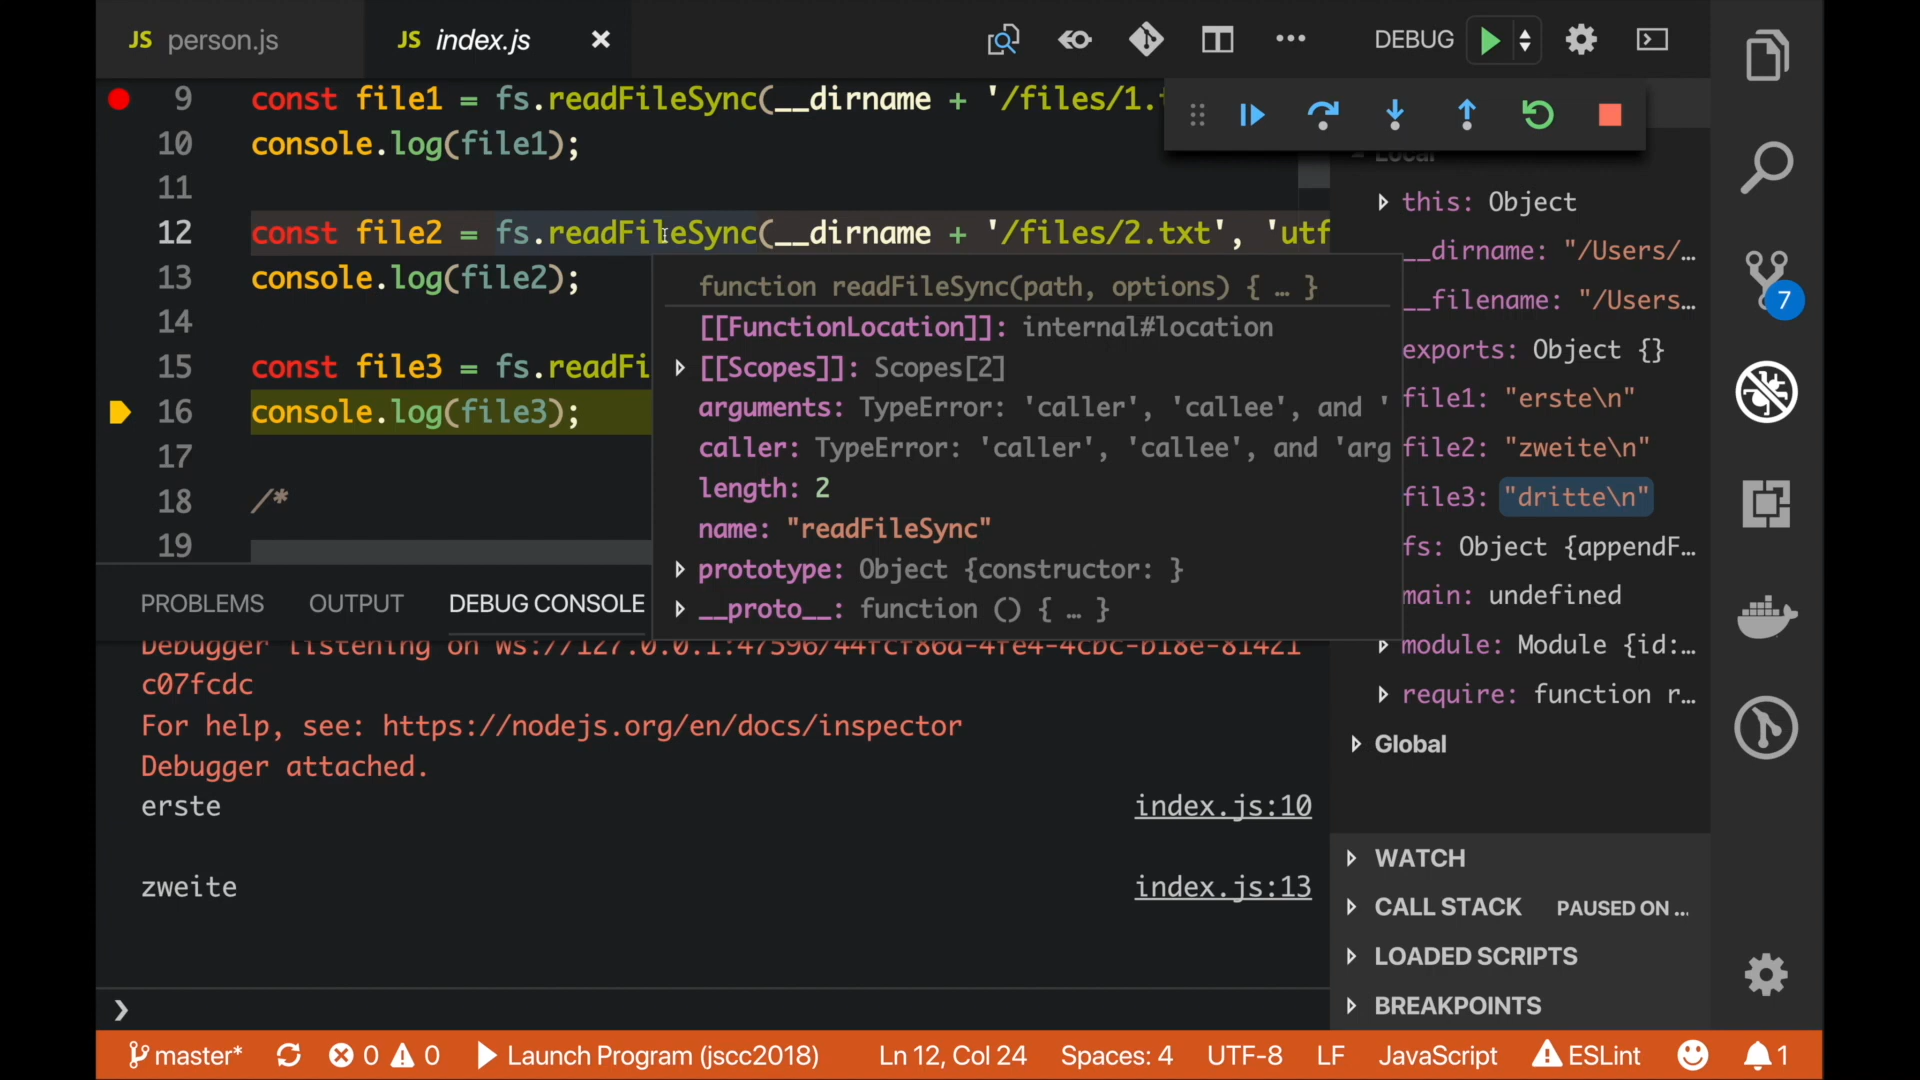 JS person.js
JS index.js
DEBUG
9 const file1 = fs.readFileSync(__dirname + '/files/1.
10 console.log(file1);
11
12 const file2 = fs.readFileSync(__dirname + '/files/2.txt', 'utf
13 console.log(file2);
14
15 const file3 = fs.readFi
16 console.log(file3);
17
18 /*
19
function readFileSync(path, options) { … }
[[FunctionLocation]]: internal#location
[[Scopes]]: Scopes[2]
arguments: TypeError: 'caller', 'callee', and '
caller: TypeError: 'caller', 'callee', and 'arg
length: 2
name: "readFileSync"
prototype: Object {constructor: }
__proto__: function () { … }
Local
this: Object
__dirname: "/Users/…
__filename: "/Users…
exports: Object {}
file1: "erste\n"
file2: "zweite\n"
file3: "dritte\n"
fs: Object {appendF…
main: undefined
module: Module {id:…
require: function r…
Global
WATCH
CALL STACK PAUSED ON …
LOADED SCRIPTS
BREAKPOINTS
7
PROBLEMS OUTPUT DEBUG CONSOLE
Debugger listening on ws://127.0.0.1:47596/44fcf86d-4fe4-4cbc-b18e-81421
c07fcdc
For help, see: https://nodejs.org/en/docs/inspector
Debugger attached.
erste index.js:10
zweite index.js:13
❯
master* 0 0 Launch Program (jscc2018) Ln 12, Col 24 Spaces: 4 UTF-8 LF JavaScript ESLint 1